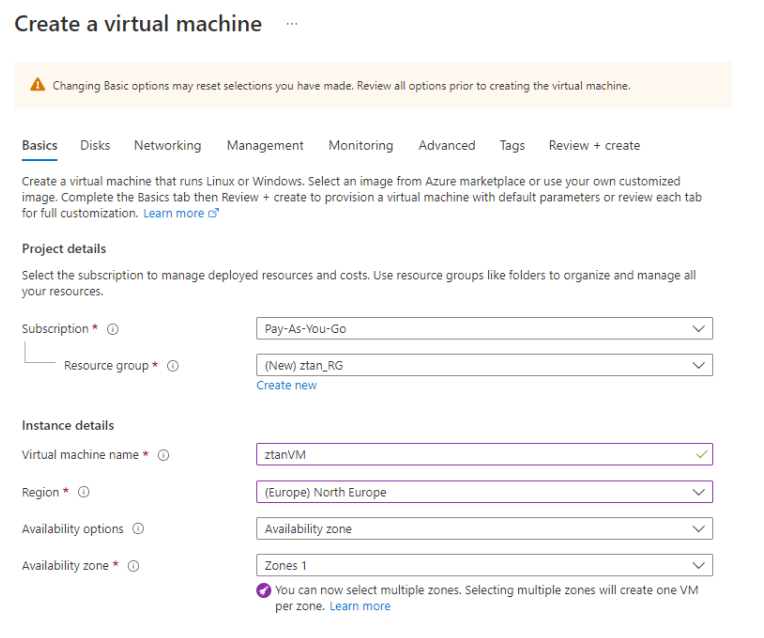 Create a virtual machine ...
Changing Basic options may reset selections you have made. Review all options prior to creating the virtual machine.
Basics Disks Networking Management Monitoring Advanced Tags Review + create
Create a virtual machine that runs Linux or Windows. Select an image from Azure marketplace or use your own customized
image. Complete the Basics tab then Review + create to provision a virtual machine with default parameters or review each tab
for full customization. Learn more
Project details
Select the subscription to manage deployed resources and costs. Use resource groups like folders to organize and manage all
your resources.
Subscription * Pay-As-You-Go
Resource group * (New) ztan_RG
Create new
Instance details
Virtual machine name * ztanVM
Region * (Europe) North Europe
Availability options Availability zone
Availability zone * Zones 1
You can now select multiple zones. Selecting multiple zones will create one VM
per zone. Learn more